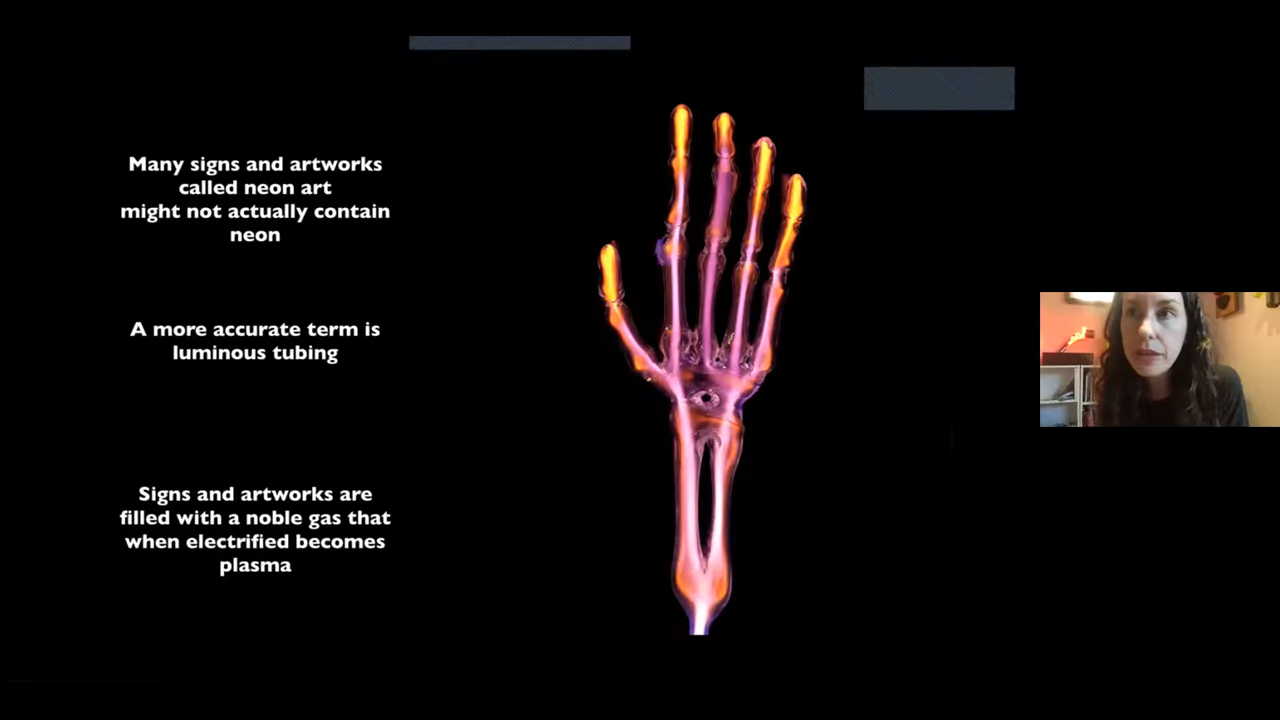 Many signs and artworks
called neon art
might not actually contain
neon
A more accurate term is
luminous tubing
Signs and artworks are
filled with a noble gas that
when electrified becomes
plasma